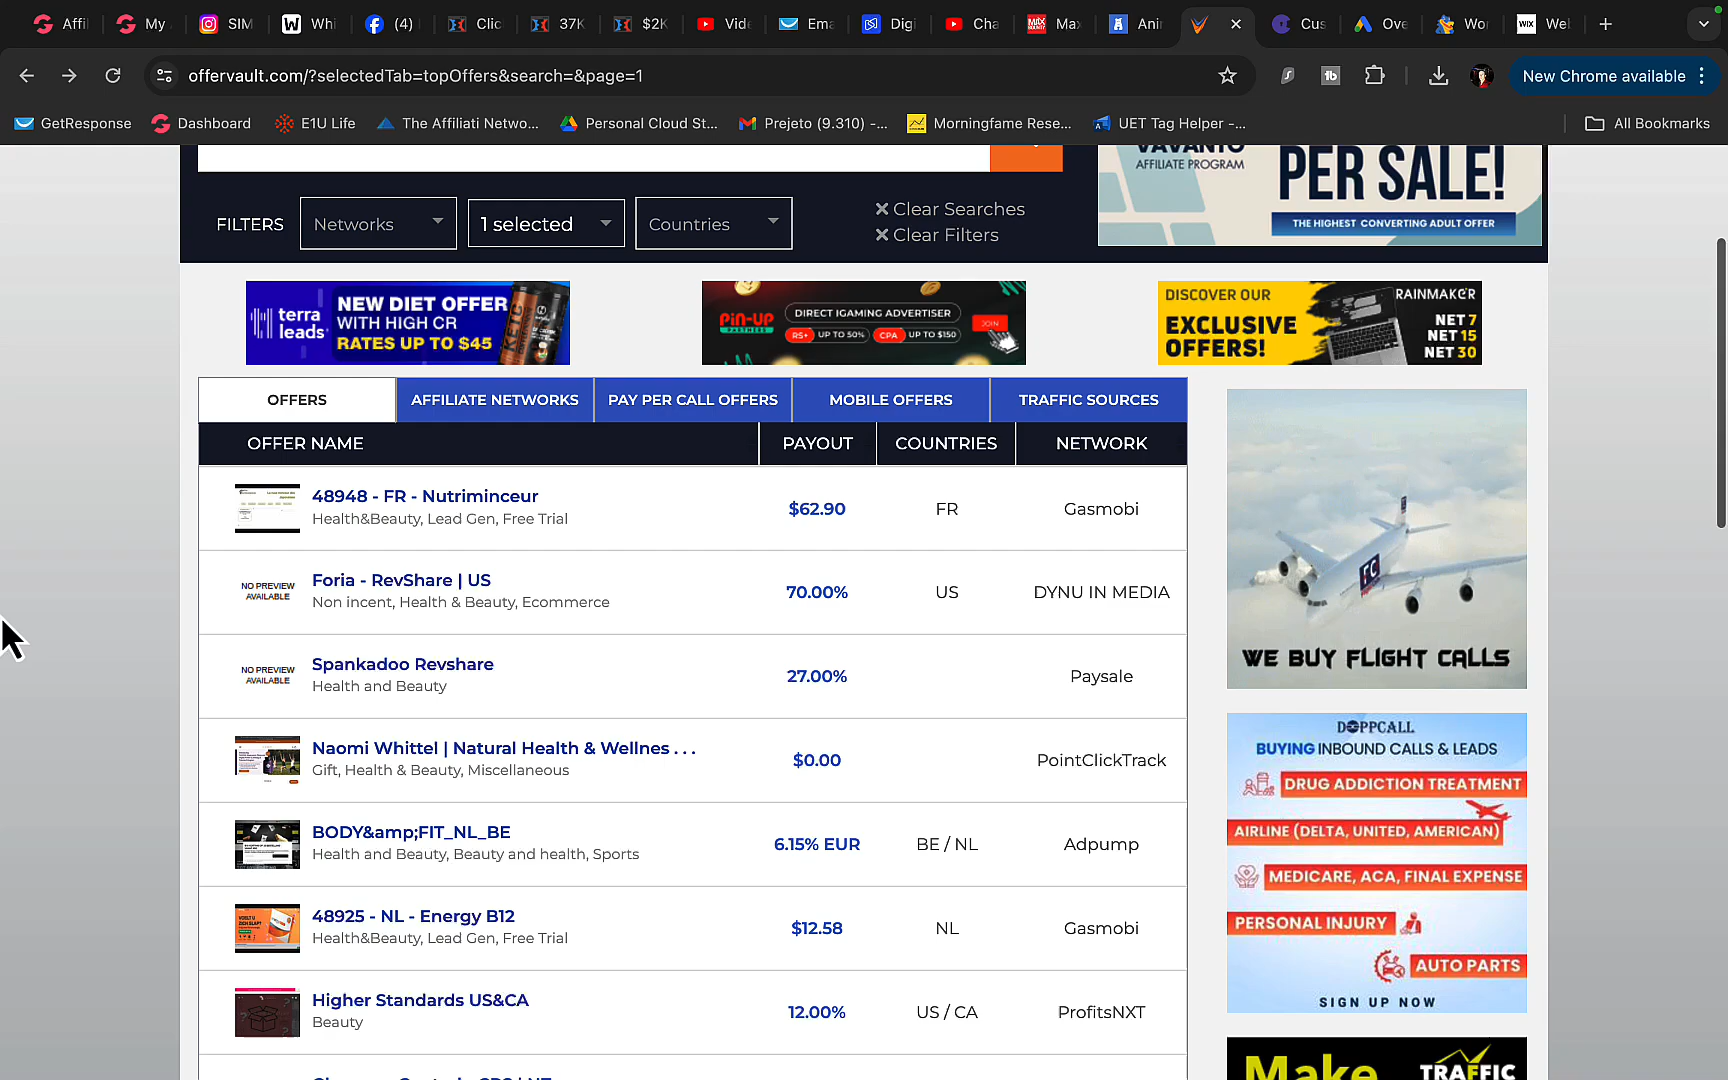 Affi
My
SIM
Whi
(4)
Clic
37K
$2K
Vide
Ema
Digi
Cha
Max
Ani
Cus
Ove
Wor
WIX
Wel
offervault.com/?selectedTab=topOffers&search=&page=1
New Chrome available
GetResponse
Dashboard
E1U Life
The Affiliati Netwo...
Personal Cloud St...
Prejeto (9.310) -...
Morningfame Rese...
UET Tag Helper -...
All Bookmarks
FILTERS
Networks
1 selected
Countries
Clear Searches
Clear Filters
VAVANTO
AFFILIATE PROGRAM
PER SALE!
THE HIGHEST CONVERTING ADULT OFFER
terra
leads
NEW DIET OFFER
WITH HIGH CR
RATES UP TO $45
PIN-UP
PARTNERS
DIRECT IGAMING ADVERTISER
RS+ UP TO 50%
CPA UP TO $150
JOIN
DISCOVER OUR
EXCLUSIVE
OFFERS!
RAINMAKER
NET 7
NET 15
NET 30
OFFERS
AFFILIATE NETWORKS
PAY PER CALL OFFERS
MOBILE OFFERS
TRAFFIC SOURCES
OFFER NAME
PAYOUT
COUNTRIES
NETWORK
48948 - FR - Nutriminceur
Health&Beauty, Lead Gen, Free Trial
$62.90
FR
Gasmobi
NO PREVIEW
AVAILABLE
Foria - RevShare | US
Non incent, Health & Beauty, Ecommerce
70.00%
US
DYNU IN MEDIA
NO PREVIEW
AVAILABLE
Spankadoo Revshare
Health and Beauty
27.00%
Paysale
Naomi Whittel | Natural Health & Wellnes . . .
Gift, Health & Beauty, Miscellaneous
$0.00
PointClickTrack
BODY&amp;FIT_NL_BE
Health and Beauty, Beauty and health, Sports
6.15% EUR
BE / NL
Adpump
48925 - NL - Energy B12
Health&Beauty, Lead Gen, Free Trial
$12.58
NL
Gasmobi
Higher Standards US&CA
Beauty
12.00%
US / CA
ProfitsNXT
FC
WE BUY FLIGHT CALLS
DOPPCALL
BUYING INBOUND CALLS & LEADS
DRUG ADDICTION TREATMENT
AIRLINE (DELTA, UNITED, AMERICAN)
MEDICARE, ACA, FINAL EXPENSE
PERSONAL INJURY
AUTO PARTS
SIGN UP NOW
Make
TRAFFIC